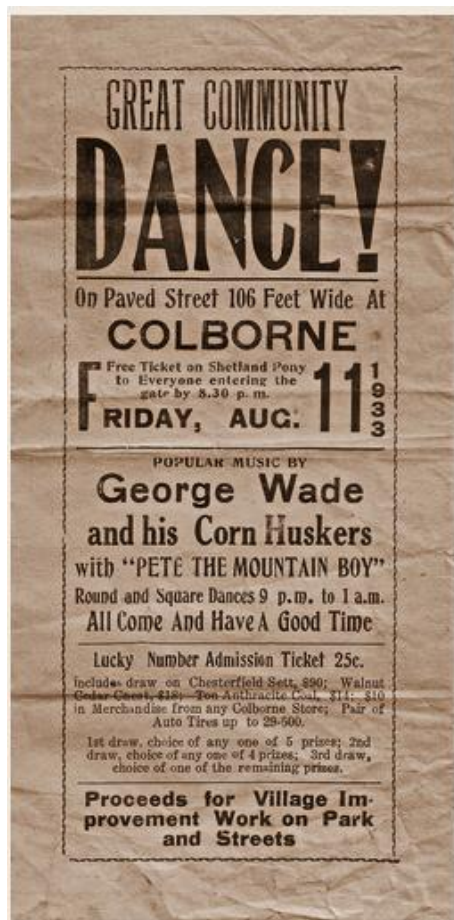 GREAT COMMUNITY
DANCE!
On Paved Street 106 Feet Wide At
COLBORNE
Free Ticket on Shetland Pony
to Everyone entering the
gate by 8.30 p. m.
FRIDAY, AUG. 11 1933
POPULAR MUSIC BY
George Wade
and his Corn Huskers
with "PETE THE MOUNTAIN BOY"
Round and Square Dances 9 p.m. to 1 a.m.
All Come And Have A Good Time
Lucky Number Admission Ticket 25c.
includes draw on Chesterfield Sett, $90; Walnut
Cedar Chest, $18; Ton Anthracite Coal, $14; $10
in Merchandise from any Colborne Store; Pair of
Auto Tires up to 29-500.
1st draw, choice of any one of 5 prizes; 2nd
draw, choice of any one of 4 prizes; 3rd draw,
choice of one of the remaining prizes.
Proceeds for Village Im-
provement Work on Park
and Streets